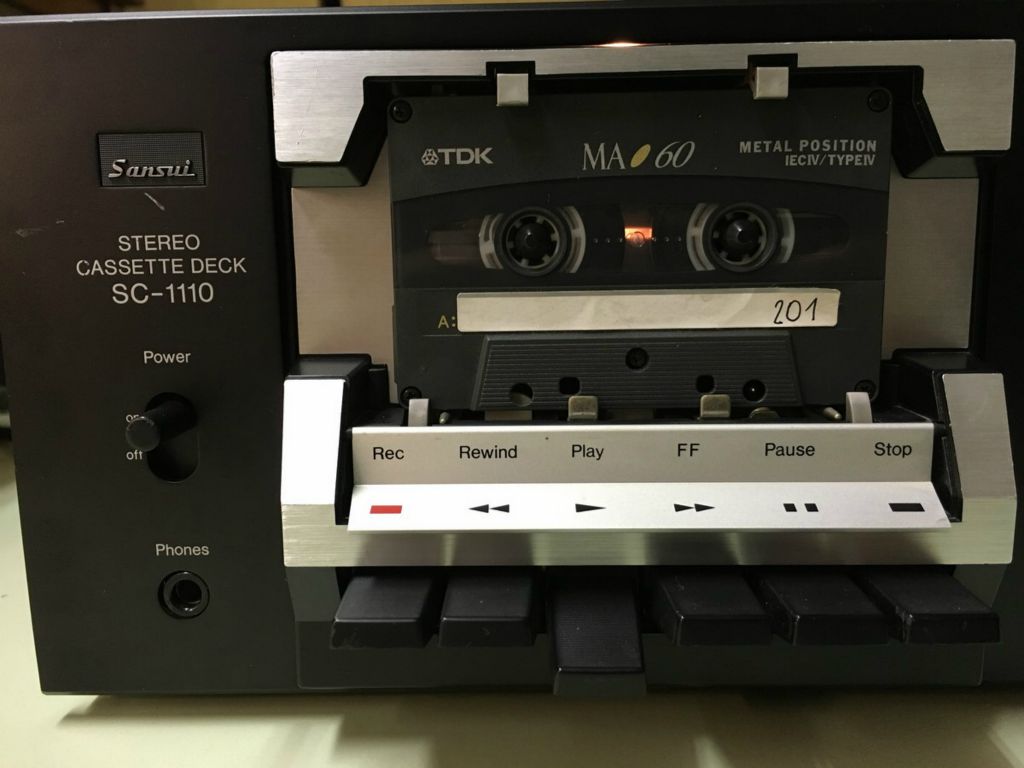 Sansui
STEREO
CASSETTE DECK
SC-1110
Power
on
off
Phones
TDK
MA 60
METAL POSITION
IECIV/TYPEIV
A:
201
Rec
Rewind
Play
FF
Pause
Stop